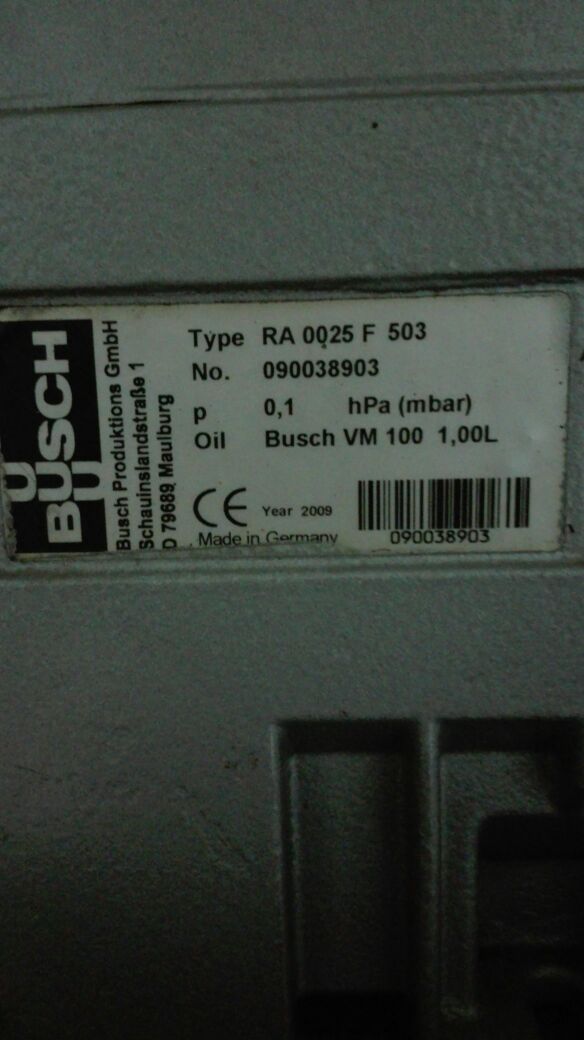 BUSCH
Busch Produktions GmbH
Schauinslandstraße 1
D 79689 Maulburg
Type RA 0025 F 503
No. 090038903
p 0,1 hPa (mbar)
Oil Busch VM 100 1,00L
CE Year 2009
Made in Germany
090038903